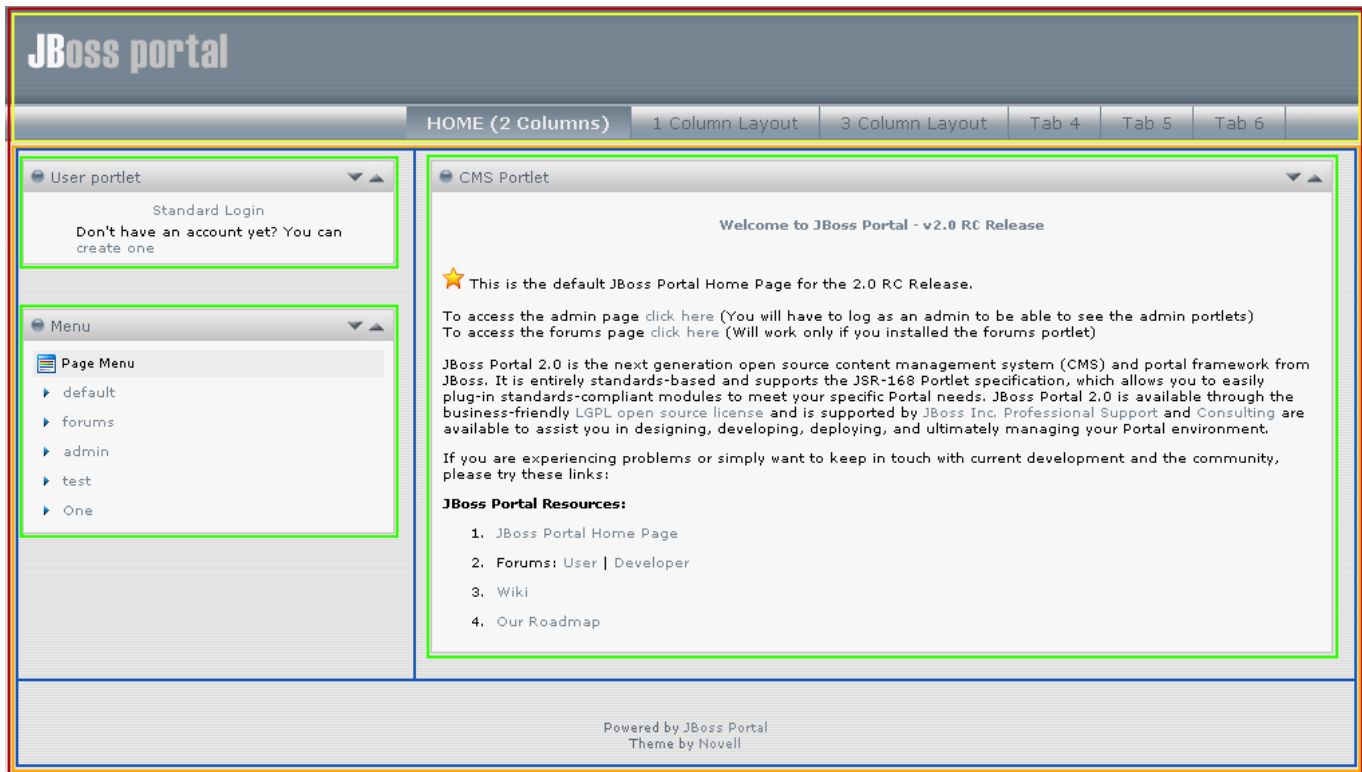 JBoss portal
HOME (2 Columns) 1 Column Layout 3 Column Layout Tab 4 Tab 5 Tab 6
User portlet
Standard Login
Don't have an account yet? You can
create one
Menu
Page Menu
default
forums
admin
test
One
CMS Portlet
Welcome to JBoss Portal - v2.0 RC Release
This is the default JBoss Portal Home Page for the 2.0 RC Release.
To access the admin page click here (You will have to log as an admin to be able to see the admin portlets)
To access the forums page click here (Will work only if you installed the forums portlet)
JBoss Portal 2.0 is the next generation open source content management system (CMS) and portal framework from
JBoss. It is entirely standards-based and supports the JSR-168 Portlet specification, which allows you to easily
plug-in standards-compliant modules to meet your specific Portal needs. JBoss Portal 2.0 is available through the
business-friendly LGPL open source license and is supported by JBoss Inc. Professional Support and Consulting are
available to assist you in designing, developing, deploying, and ultimately managing your Portal environment.
If you are experiencing problems or simply want to keep in touch with current development and the community,
please try these links:
JBoss Portal Resources:
1. JBoss Portal Home Page
2. Forums: User | Developer
3. Wiki
4. Our Roadmap
Powered by JBoss Portal
Theme by Novell